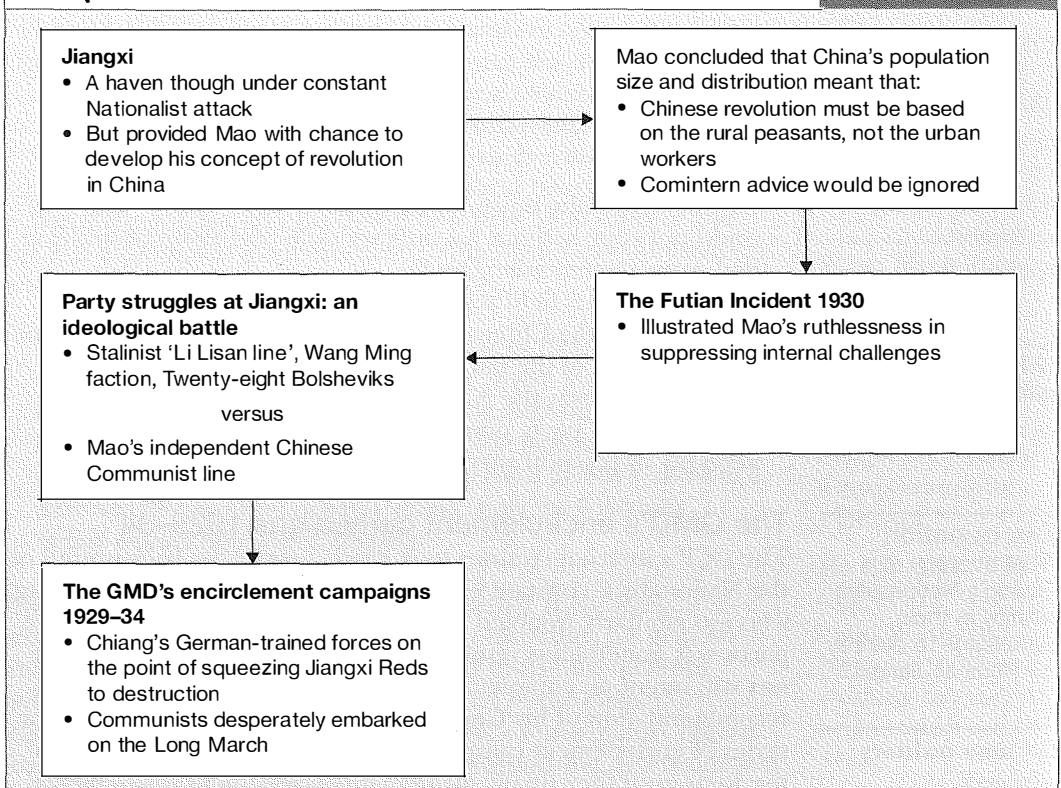 Jiangxi
• A haven though under constant
Nationalist attack
• But provided Mao with chance to
develop his concept of revolution
in China
Mao concluded that China's population
size and distribution meant that:
• Chinese revolution must be based
on the rural peasants, not the urban
workers
• Comintern advice would be ignored
The Futian Incident 1930
• Illustrated Mao's ruthlessness in
suppressing internal challenges
Party struggles at Jiangxi: an
ideological battle
• Stalinist 'Li Lisan line', Wang Ming
faction, Twenty-eight Bolsheviks
versus
• Mao's independent Chinese
Communist line
The GMD's encirclement campaigns
1929–34
• Chiang's German-trained forces on
the point of squeezing Jiangxi Reds
to destruction
• Communists desperately embarked
on the Long March